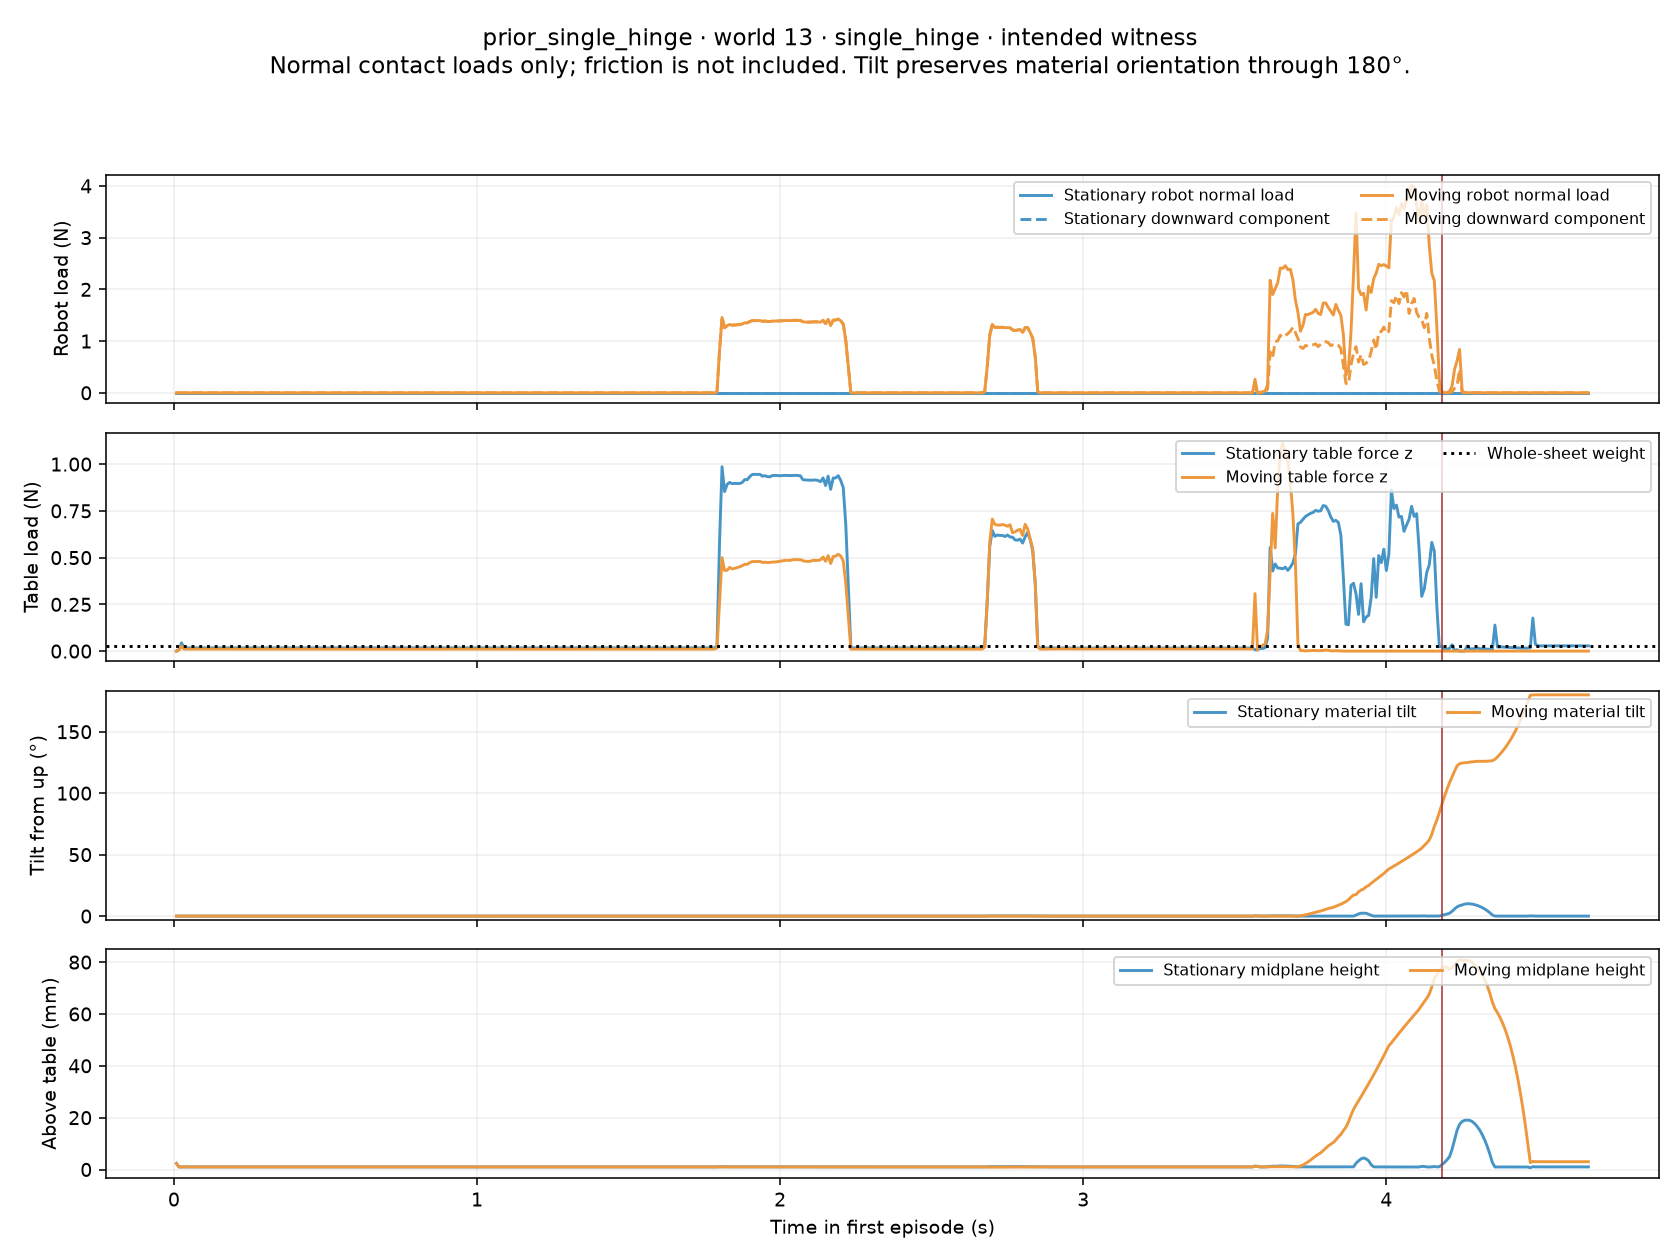 prior_single_hinge · world 13 · single_hinge · intended witness
Normal contact loads only; friction is not included. Tilt preserves material orientation through 180°.
Robot load (N)
4
3
2
1
0
Stationary robot normal load
Stationary downward component
Moving robot normal load
Moving downward component
Table load (N)
1.00
0.75
0.50
0.25
0.00
Stationary table force z
Moving table force z
Whole-sheet weight
Tilt from up (°)
150
100
50
0
Stationary material tilt
Moving material tilt
Above table (mm)
80
60
40
20
0
Stationary midplane height
Moving midplane height
0
1
2
3
4
Time in first episode (s)